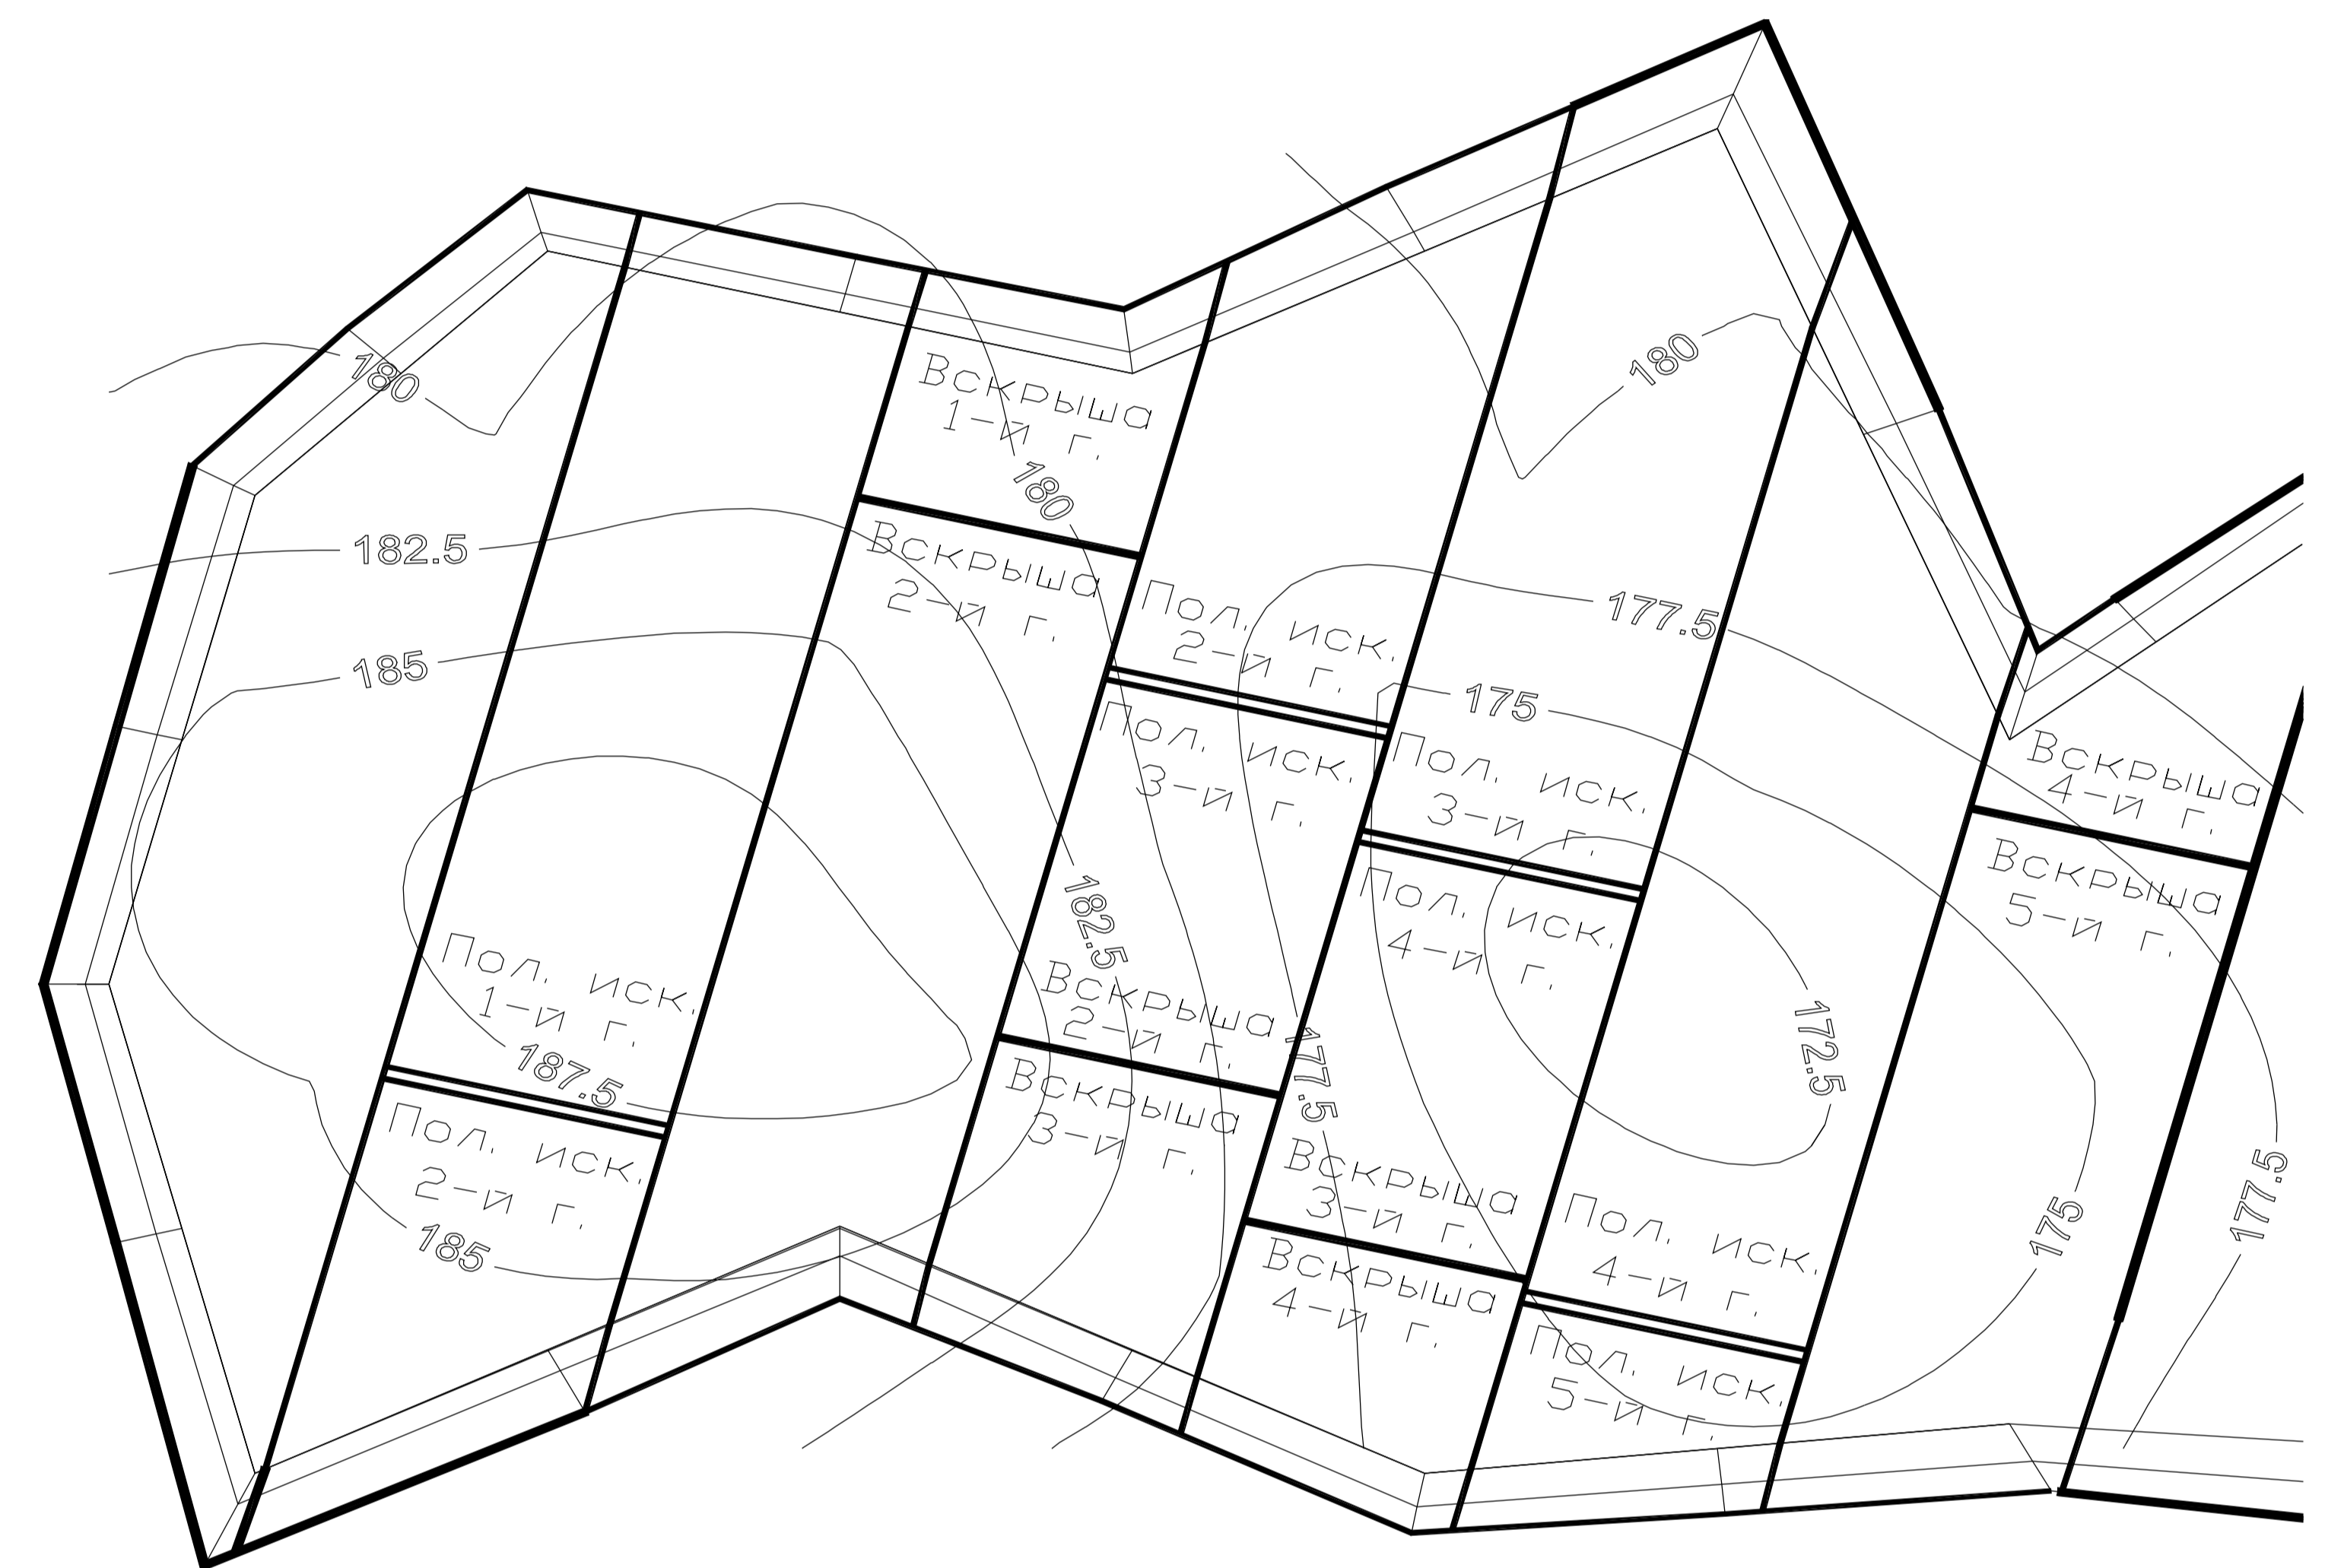 180
180
Вскрыша
1-й г.
180
182.5
Вскрыша
2-й г.
177.5
Пол. иск.
2-й г.
185
175
Пол. иск.
3-й г.
Пол. иск.
3-й г.
Вскрыша
4-й г.
Вскрыша
5-й г.
Пол. иск.
4-й г.
182.5
Пол. иск.
1-й г.
Вскрыша
2-й г.
187.5
177.5
172.5
Вскрыша
3-й г.
Пол. иск.
2-й г.
Вскрыша
3-й г.
185
Пол. иск.
4-й г.
175
177.5
Вскрыша
4-й г.
Пол. иск.
5-й г.